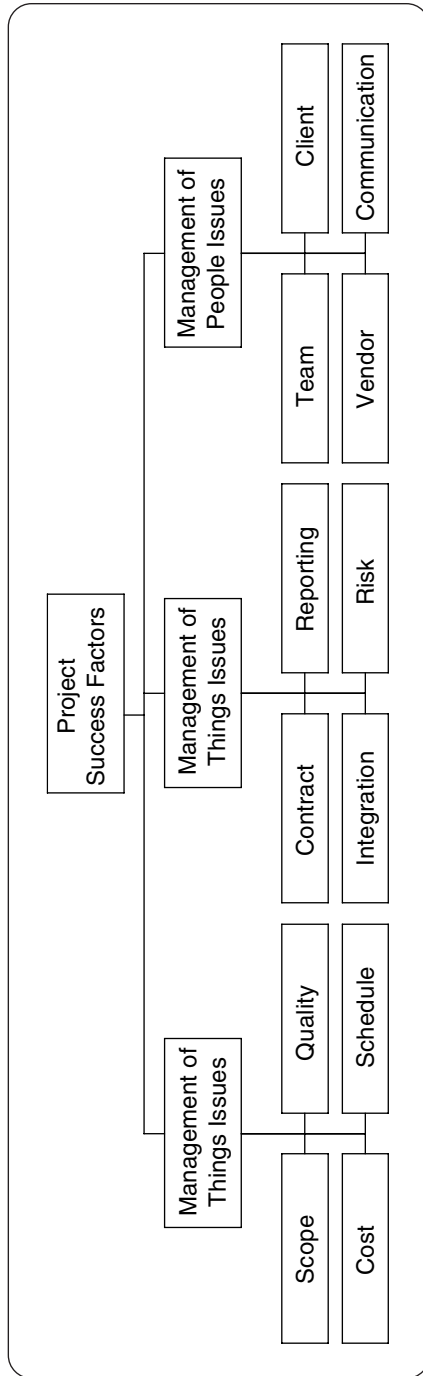 Project
Success Factors
Management of
Things Issues
Management of
Things Issues
Management of
People Issues
Scope
Quality
Cost
Schedule
Contract
Reporting
Integration
Risk
Team
Client
Vendor
Communication